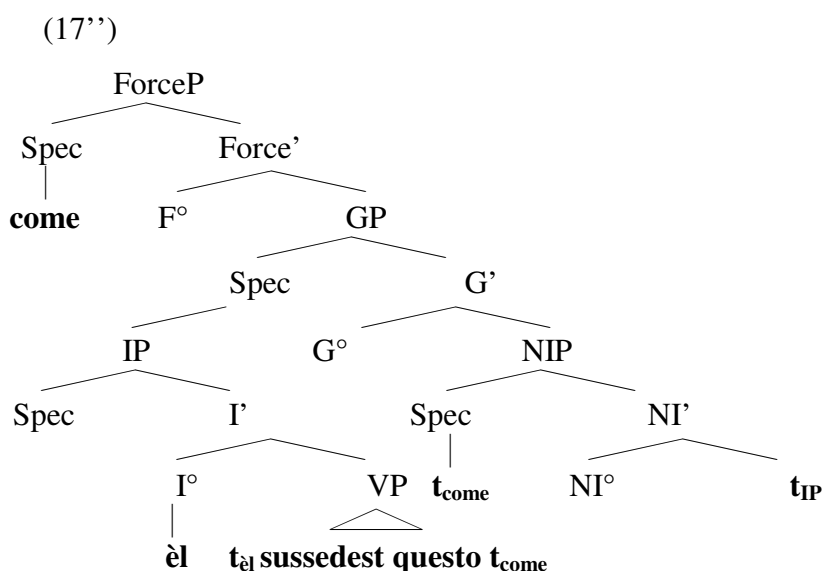 (17’’)
ForceP
Spec Force’
come F° GP
Spec G’
IP G° NIP
Spec I’ Spec NI’
I° VP tcome NI° tIP
èl tèl sussedest questo tcome